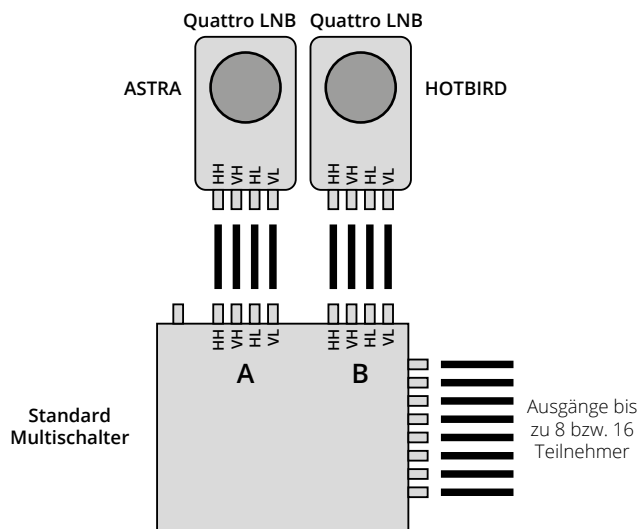 Quattro LNB
Quattro LNB
ASTRA
HOTBIRD
HH
VH
HL
VL
HH
VH
HL
VL
HH
VH
HL
VL
HH
VH
HL
VL
A
B
Standard
Multischalter
Ausgänge bis
zu 8 bzw. 16
Teilnehmer